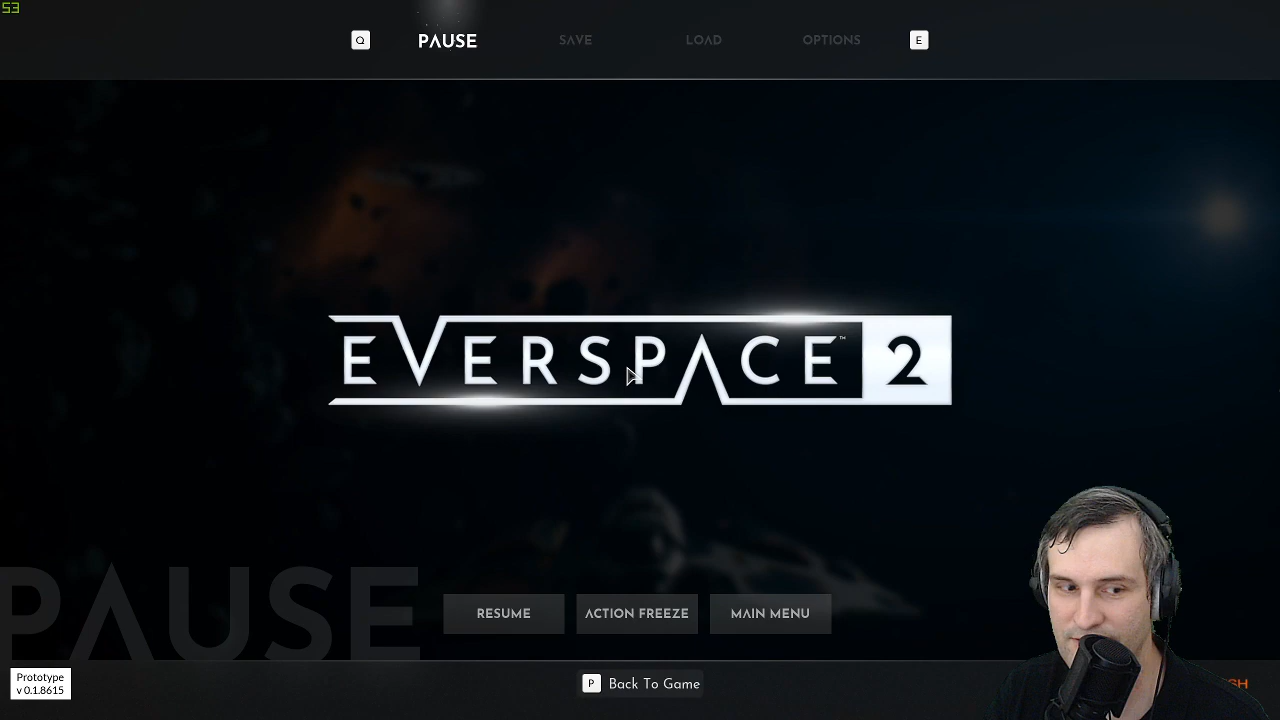 53
Q PAUSE SAVE LOAD OPTIONS E
EVERSPACE™ 2
PAUSE
RESUME ACTION FREEZE MAIN MENU
Prototype
v 0.1.8615
P Back To Game